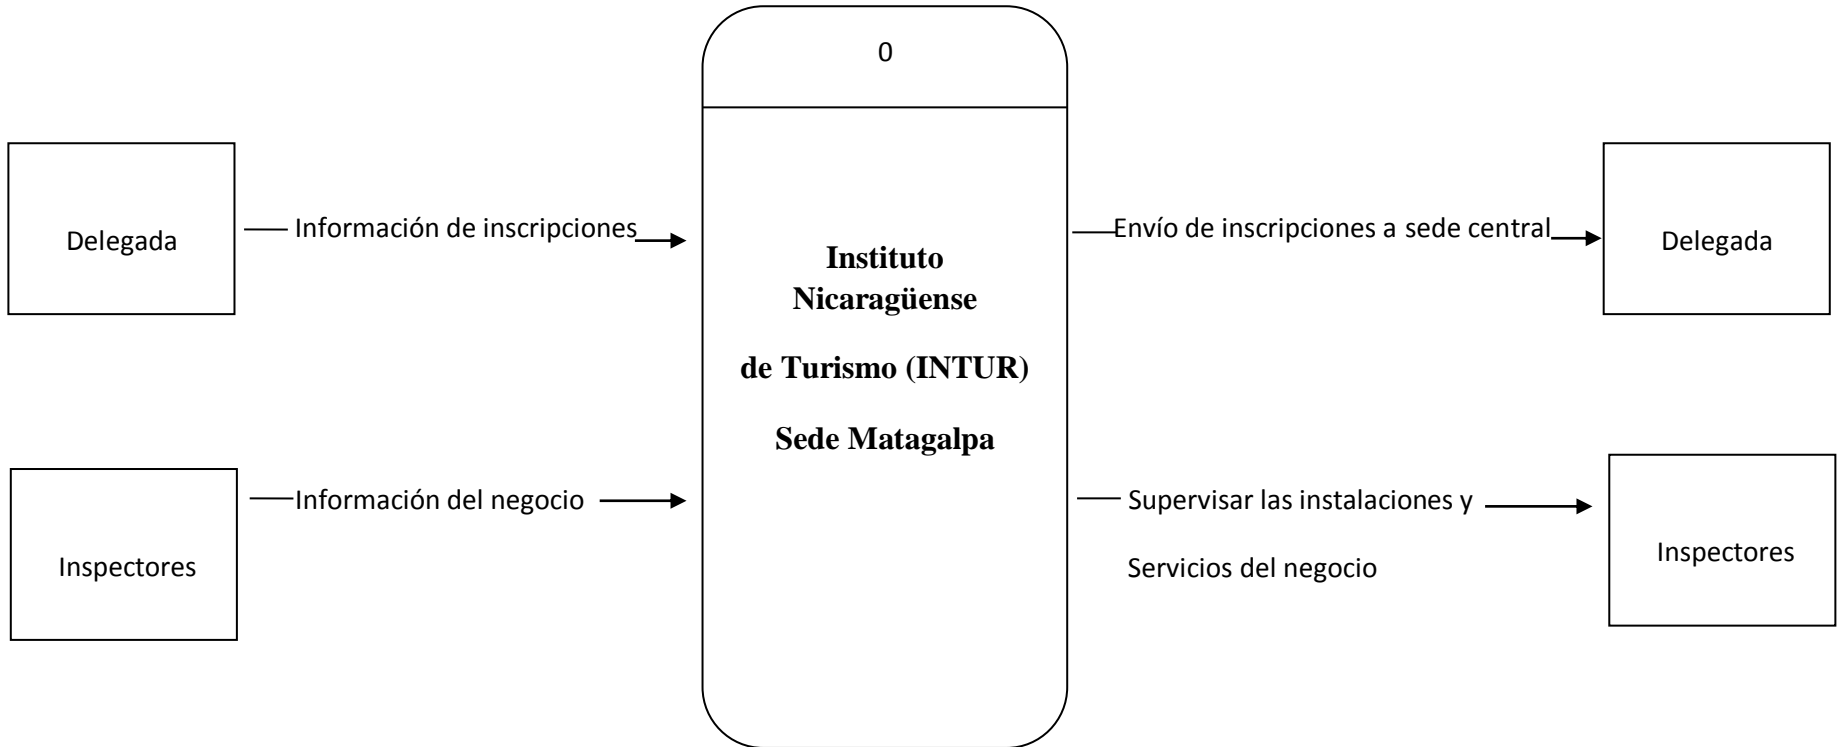 0
Delegada
Información de inscripciones
Envío de inscripciones a sede central
Delegada
Instituto
Nicaragüense
de Turismo (INTUR)
Sede Matagalpa
Inspectores
Información del negocio
Supervisar las instalaciones y
Servicios del negocio
Inspectores